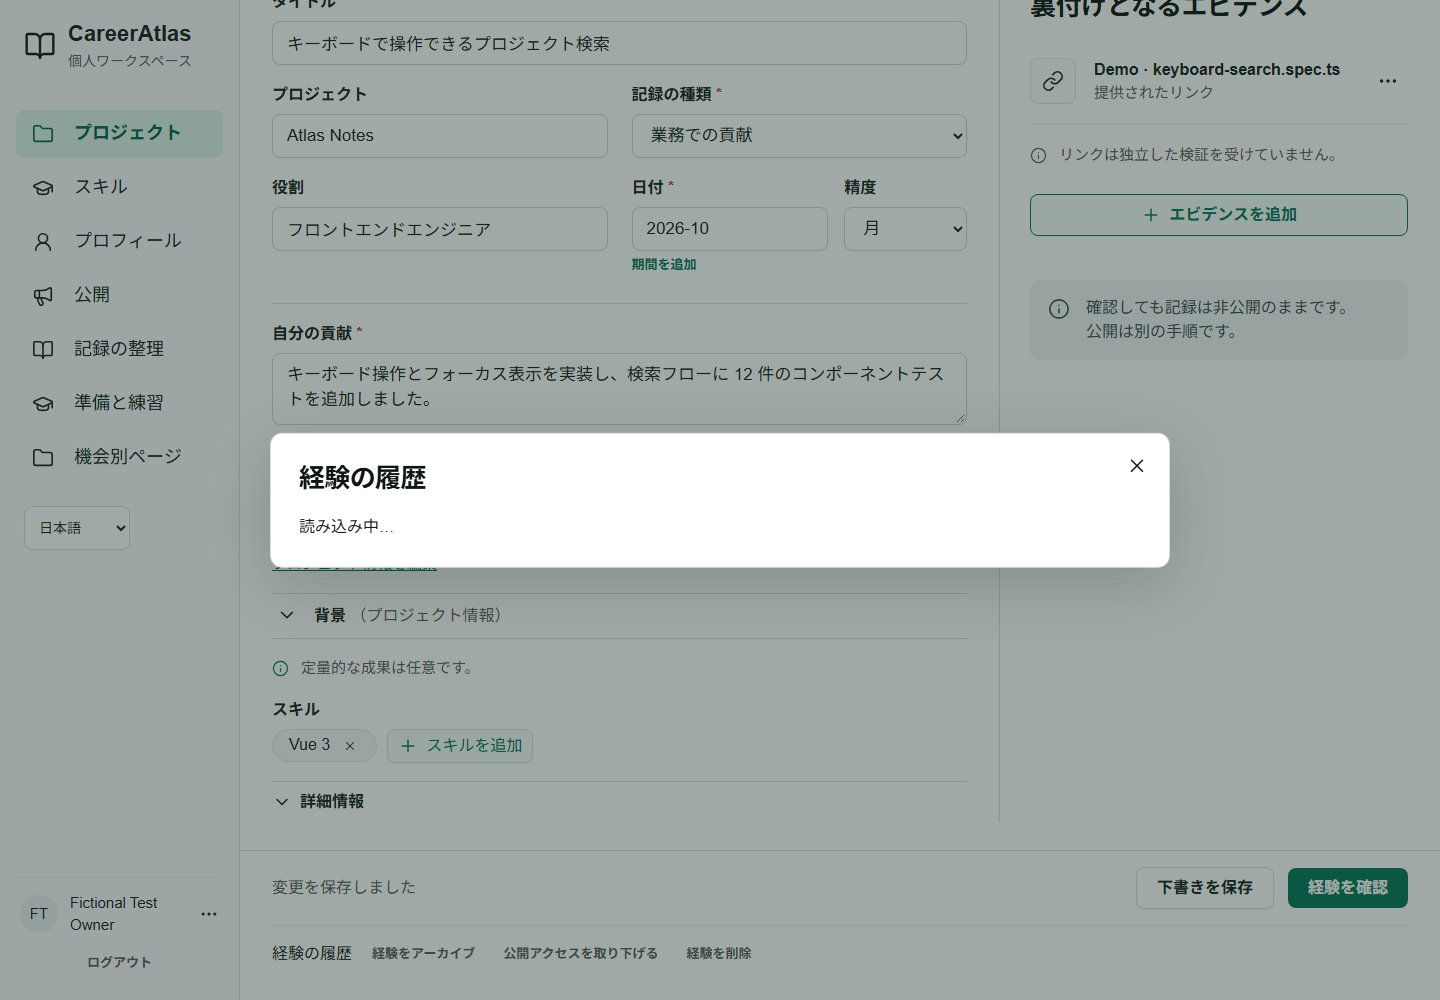 CareerAtlas
個人ワークスペース
プロジェクト
スキル
プロフィール
公開
記録の整理
準備と練習
機会別ページ
日本語
FT
Fictional Test
Owner
ログアウト
タイトル
キーボードで操作できるプロジェクト検索
プロジェクト
記録の種類 *
Atlas Notes
業務での貢献
役割
日付 *
精度
フロントエンドエンジニア
2026-10
月
期間を追加
自分の貢献 *
キーボード操作とフォーカス表示を実装し、検索フローに 12 件のコンポーネントテス
トを追加しました。
経験の履歴
読み込み中…
背景 （プロジェクト情報）
定量的な成果は任意です。
スキル
Vue 3
スキルを追加
詳細情報
裏付けとなるエビデンス
Demo · keyboard-search.spec.ts
提供されたリンク
リンクは独立した検証を受けていません。
エビデンスを追加
確認しても記録は非公開のままです。
公開は別の手順です。
変更を保存しました
下書きを保存
経験を確認
経験の履歴
経験をアーカイブ
公開アクセスを取り下げる
経験を削除